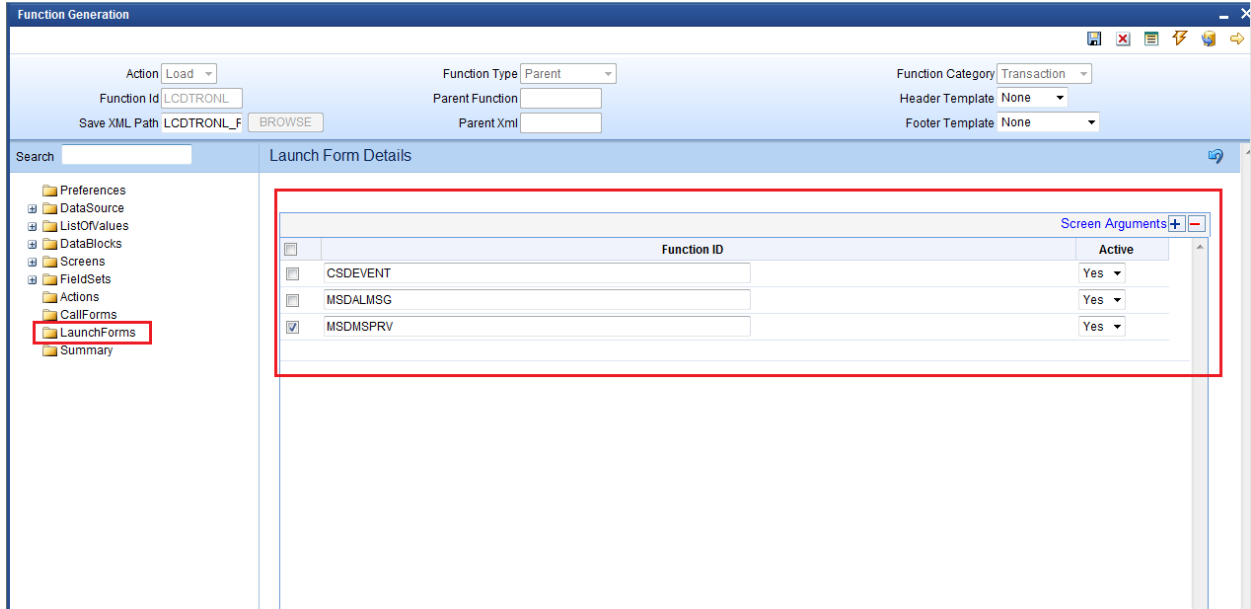 Function Generation
Action Load Function Type Parent Function Category Transaction
Function Id LCDTRONL Parent Function Header Template None
Save XML Path LCDTRONL_F BROWSE Parent Xml Footer Template None
Search Launch Form Details
Preferences
DataSource
ListOfValues
DataBlocks
Screens
FieldSets
Actions
CallForms
LaunchForms
Summary
Screen Arguments
Function ID Active
CSDEVENT Yes
MSDALMSG Yes
MSDMSPRV Yes